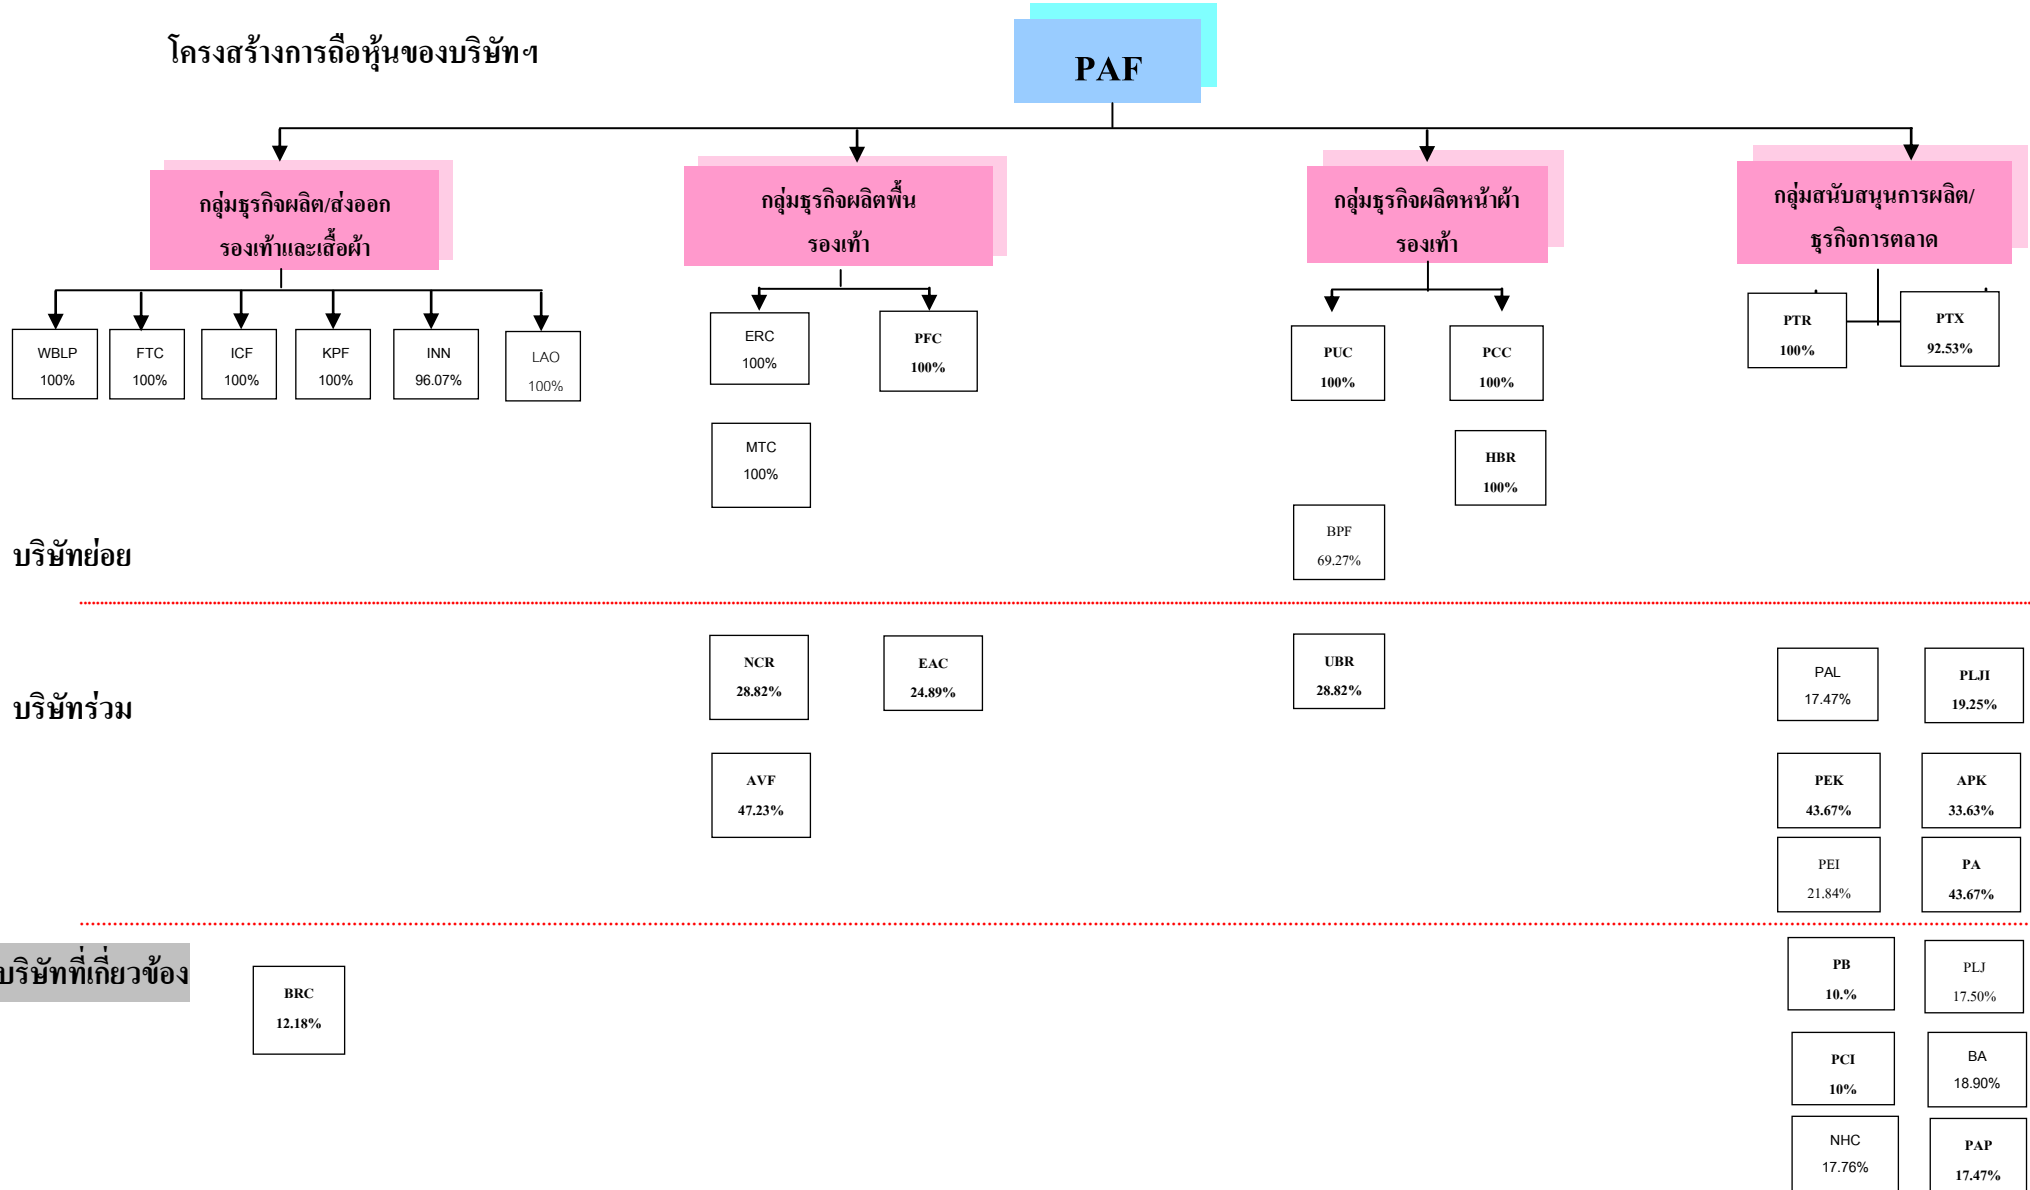 โครงสร้างการถือหุ้นของบริษัทฯ
PAF
กลุ่มธุรกิจผลิต/ส่งออก
รองเท้าและเสื้อผ้า
กลุ่มธุรกิจผลิตพื้น
รองเท้า
กลุ่มธุรกิจผลิตหน้าผ้า
รองเท้า
กลุ่มสนับสนุนการผลิต/
ธุรกิจการตลาด
WBLP
100%
FTC
100%
ICF
100%
KPF
100%
INN
96.07%
LAO
100%
ERC
100%
PFC
100%
PUC
100%
PCC
100%
PTR
100%
PTX
92.53%
MTC
100%
HBR
100%
BPF
69.27%
บริษัทย่อย
NCR
28.82%
EAC
24.89%
UBR
28.82%
PAL
17.47%
PLJI
19.25%
บริษัทร่วม
AVF
47.23%
PEK
43.67%
APK
33.63%
PEI
21.84%
PA
43.67%
บริษัทที่เกี่ยวข้อง
BRC
12.18%
PB
10.%
PLJ
17.50%
PCI
10%
BA
18.90%
NHC
17.76%
PAP
17.47%